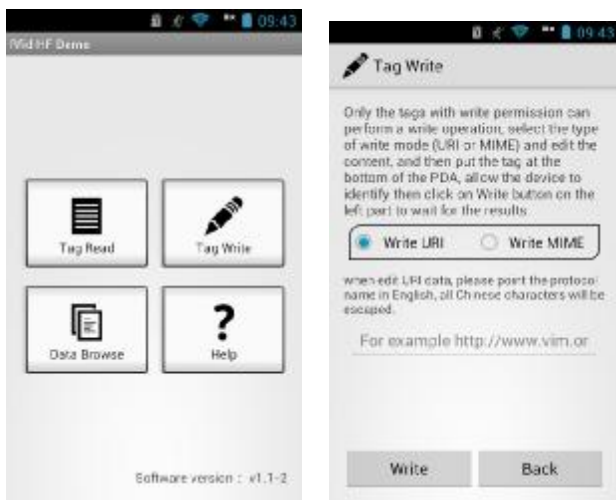 09:43
iVid HF Demo
Tag Read
Tag Write
Data Browse
Help
Software version : v1.1-2
09:43
Tag Write
Only the tags with write permission can
perform a write operation, select the type
of write mode (URI or MIME) and edit the
content, and then put the tag at the
bottom of the PDA, allow the device to
identify then click on Write button on the
left part to wait for the results
Write URI
Write MIME
when edit URI data, please point the protocol
name in English, all Chinese characters will be
escaped.
For example http://www.vim.or
Write
Back